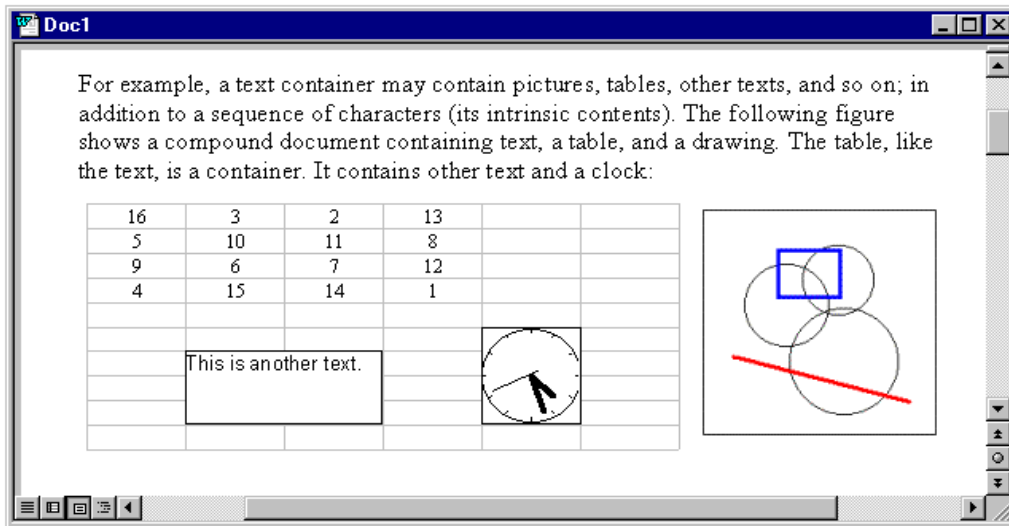 Doc1
For example, a text container may contain pictures, tables, other texts, and so on; in
addition to a sequence of characters (its intrinsic contents). The following figure
shows a compound document containing text, a table, and a drawing. The table, like
the text, is a container. It contains other text and a clock:
16 3 2 13
5 10 11 8
9 6 7 12
4 15 14 1
This is another text.